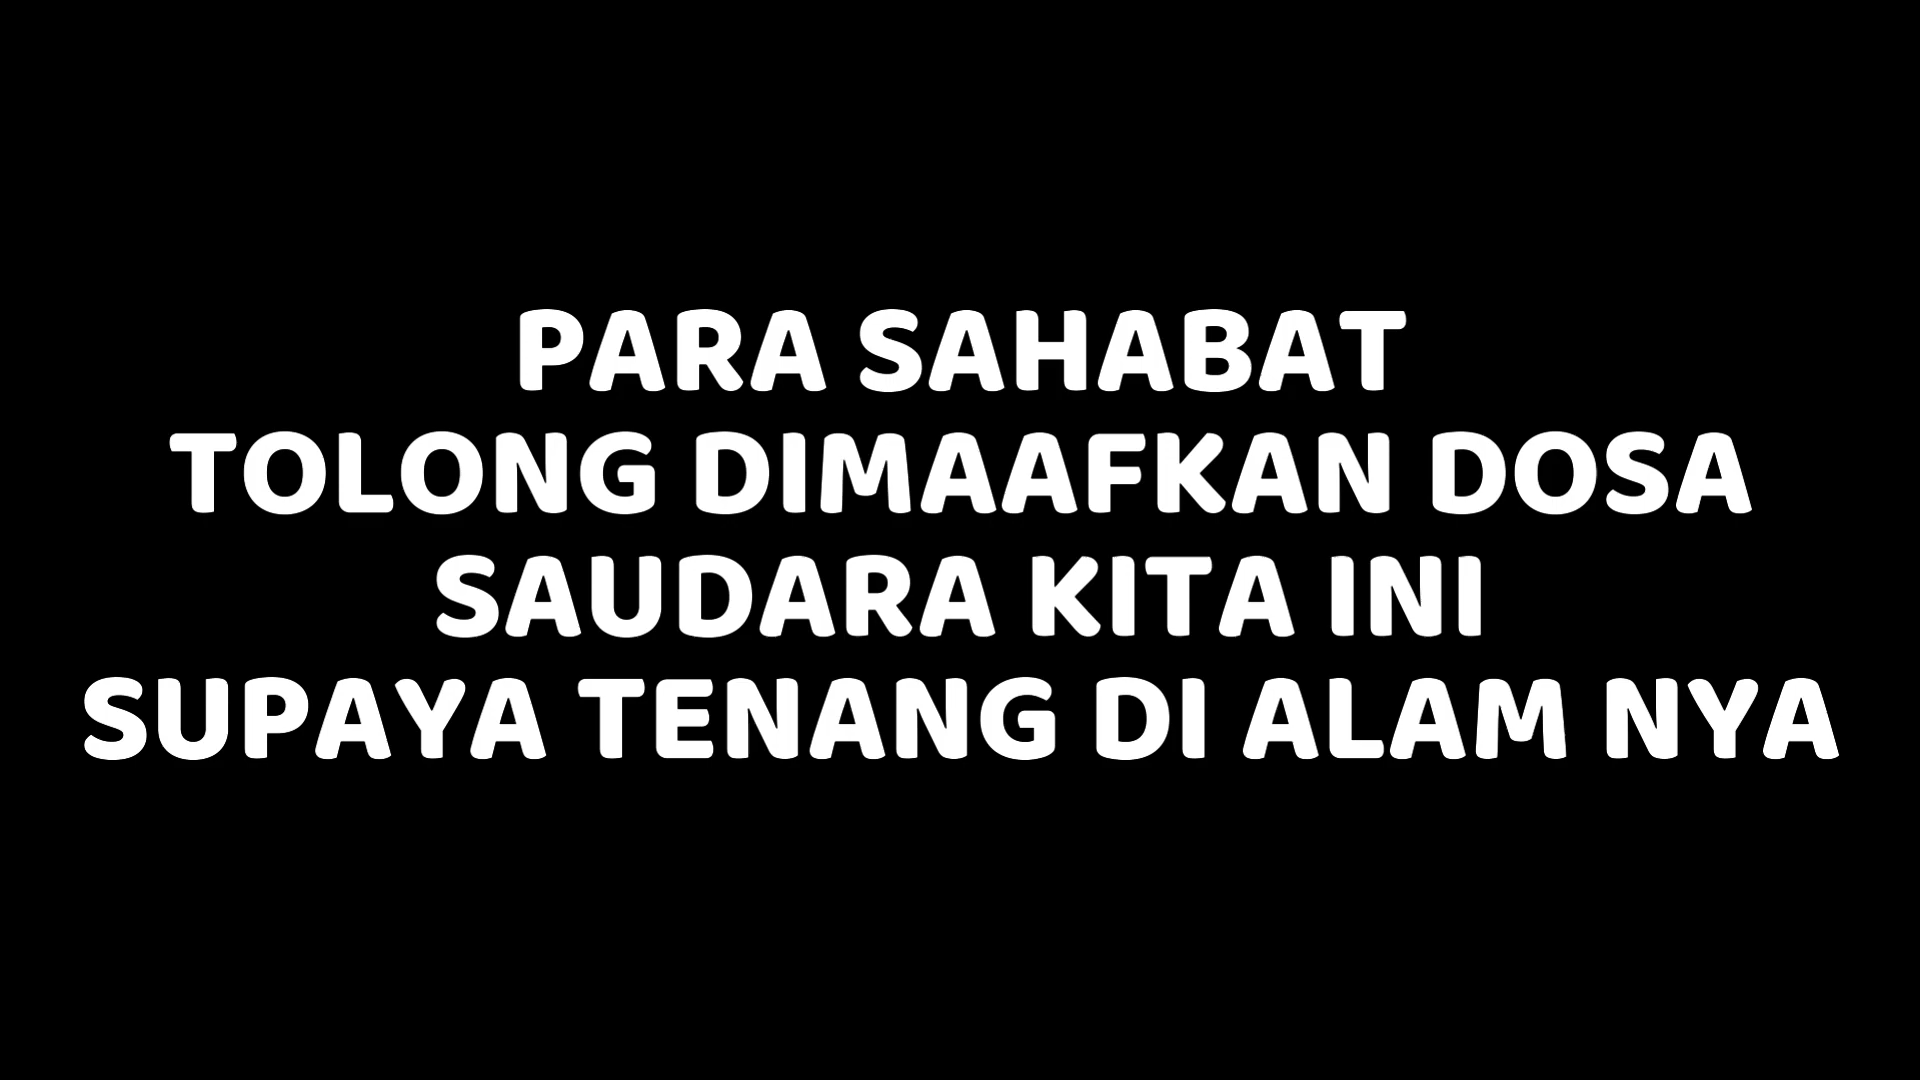 PARA SAHABAT
TOLONG DIMAAFKAN DOSA
SAUDARA KITA INI
SUPAYA TENANG DI ALAM NYA